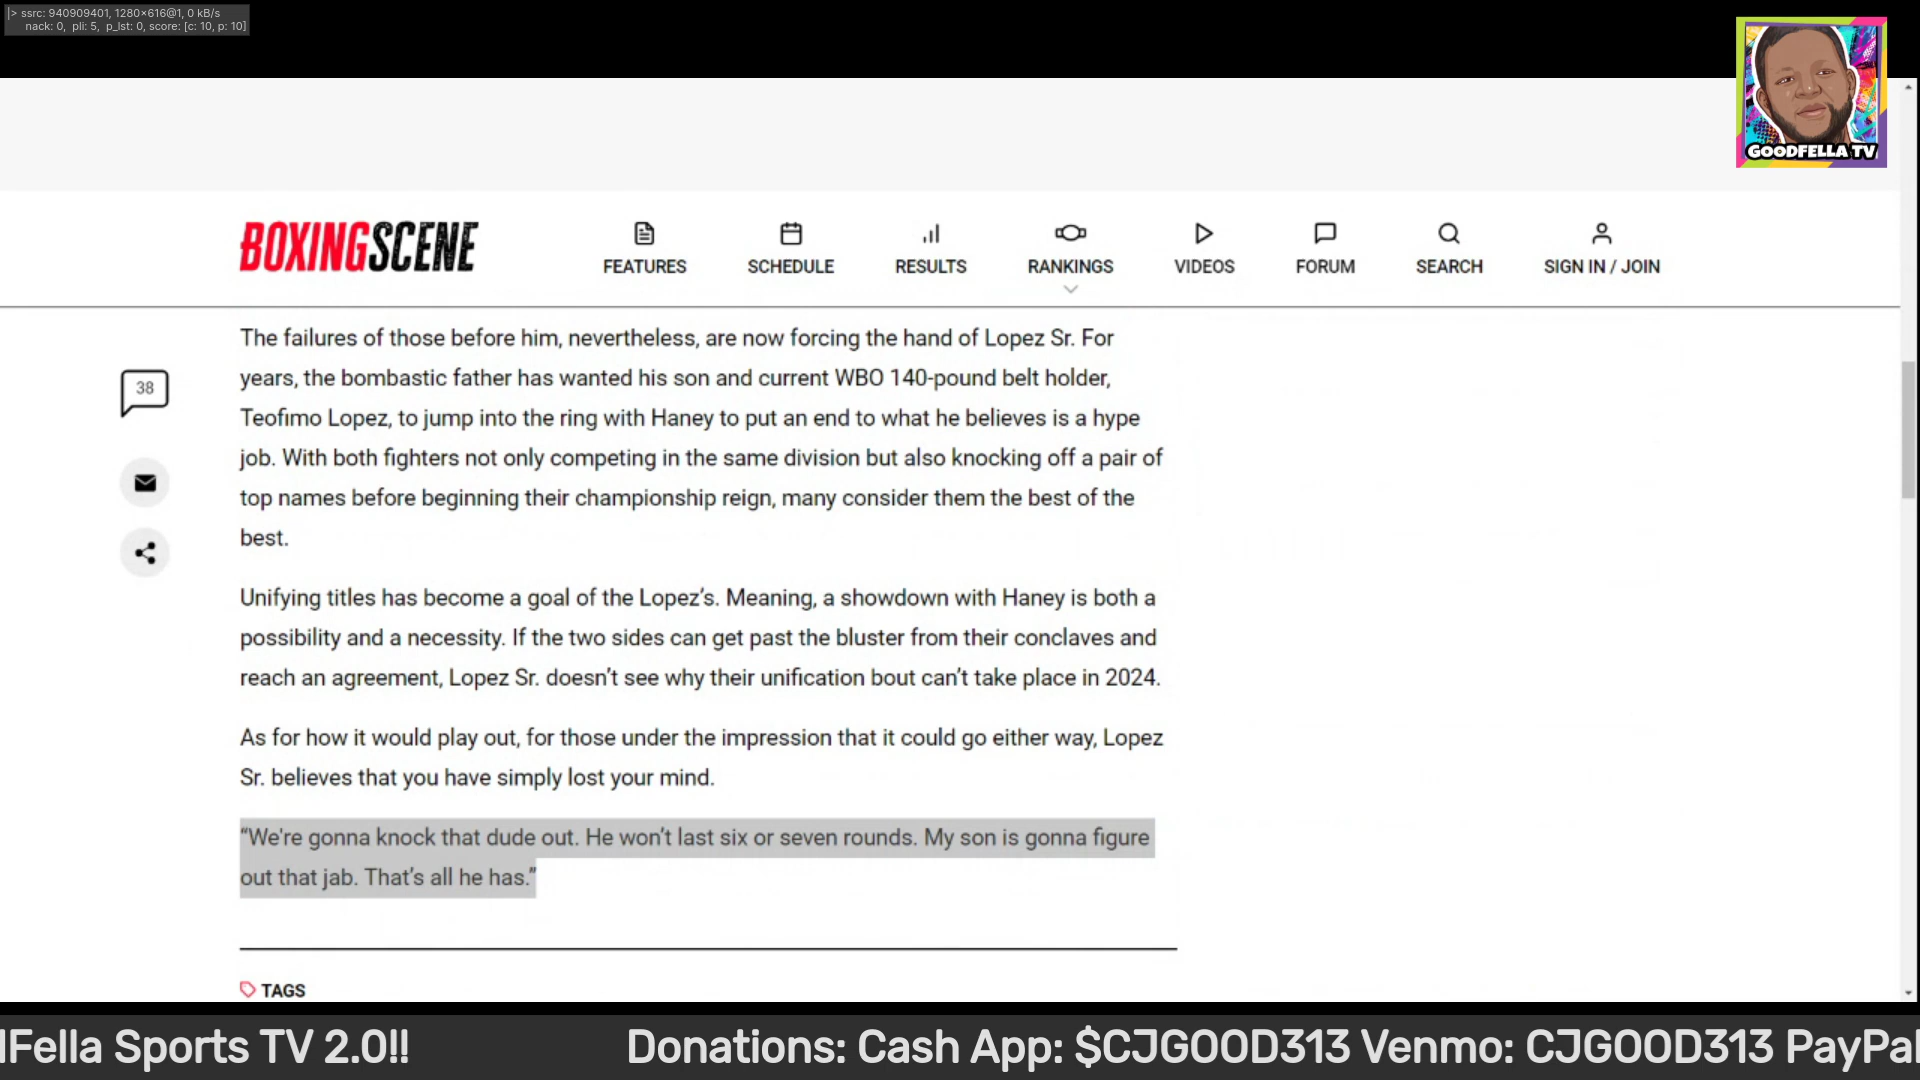 |> ssrc: 940909401, 1280×616@1, 0 kB/s
nack: 0, pli: 5, p_lst: 0, score: [c: 10, p: 10]
GOODFELLA TV
BOXINGSCENE
FEATURES SCHEDULE RESULTS RANKINGS VIDEOS FORUM SEARCH SIGN IN / JOIN
The failures of those before him, nevertheless, are now forcing the hand of Lopez Sr. For
38
years, the bombastic father has wanted his son and current WBO 140-pound belt holder,
Teofimo Lopez, to jump into the ring with Haney to put an end to what he believes is a hype
job. With both fighters not only competing in the same division but also knocking off a pair of
top names before beginning their championship reign, many consider them the best of the
best.
Unifying titles has become a goal of the Lopez’s. Meaning, a showdown with Haney is both a
possibility and a necessity. If the two sides can get past the bluster from their conclaves and
reach an agreement, Lopez Sr. doesn’t see why their unification bout can’t take place in 2024.
As for how it would play out, for those under the impression that it could go either way, Lopez
Sr. believes that you have simply lost your mind.
“We're gonna knock that dude out. He won’t last six or seven rounds. My son is gonna figure
out that jab. That’s all he has.”
TAGS
lFella Sports TV 2.0!! Donations: Cash App: $CJGOOD313 Venmo: CJGOOD313 PayPal